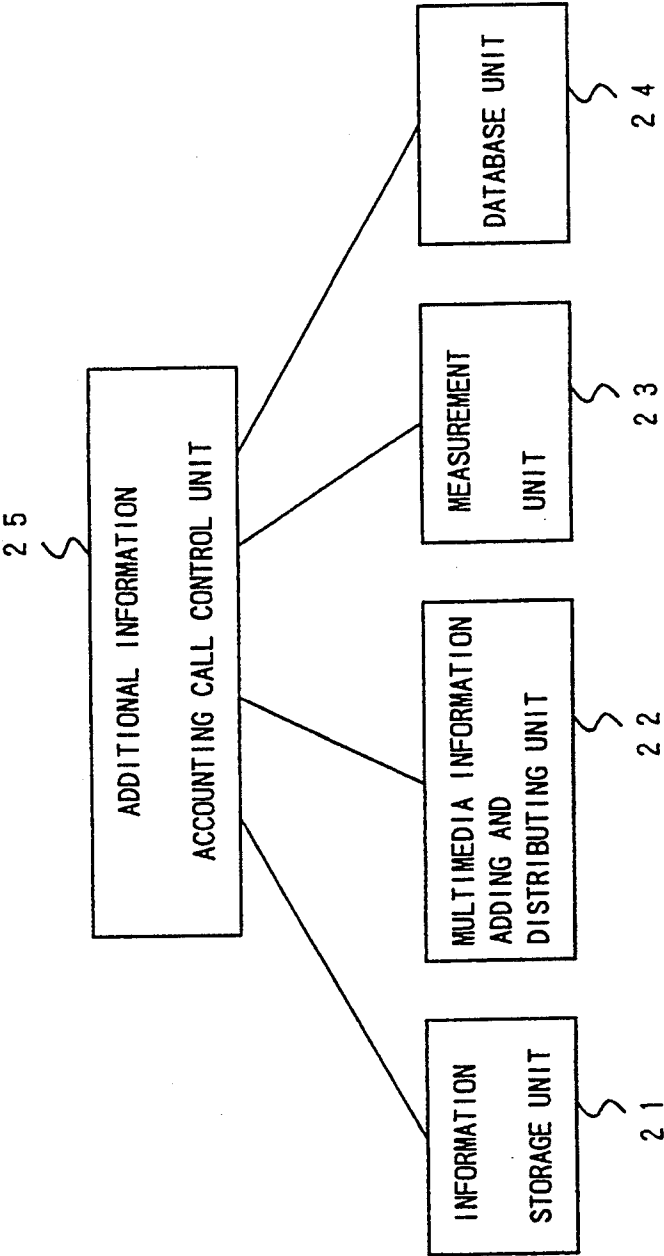 25
ADDITIONAL INFORMATION
ACCOUNTING CALL CONTROL UNIT
INFORMATION
STORAGE UNIT
21
MULTIMEDIA INFORMATION
ADDING AND
DISTRIBUTING UNIT
22
MEASUREMENT
UNIT
23
DATABASE UNIT
24